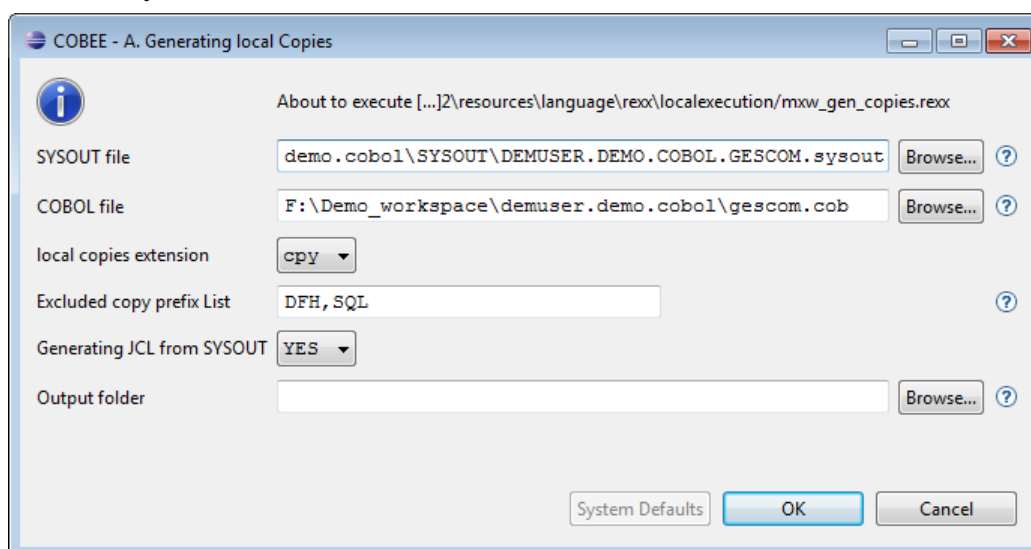 COBEE - A. Generating local Copies
About to execute [...]2\resources\language\rexx\localexecution/mxw_gen_copies.rexx
SYSOUT file demo.cobol\SYSOUT\DEMUSER.DEMO.COBOL.GESCOM.sysout Browse... ?
COBOL file F:\Demo_workspace\demuser.demo.cobol\gescom.cob Browse... ?
local copies extension cpy
Excluded copy prefix List DFH,SQL ?
Generating JCL from SYSOUT YES
Output folder Browse... ?
System Defaults OK Cancel